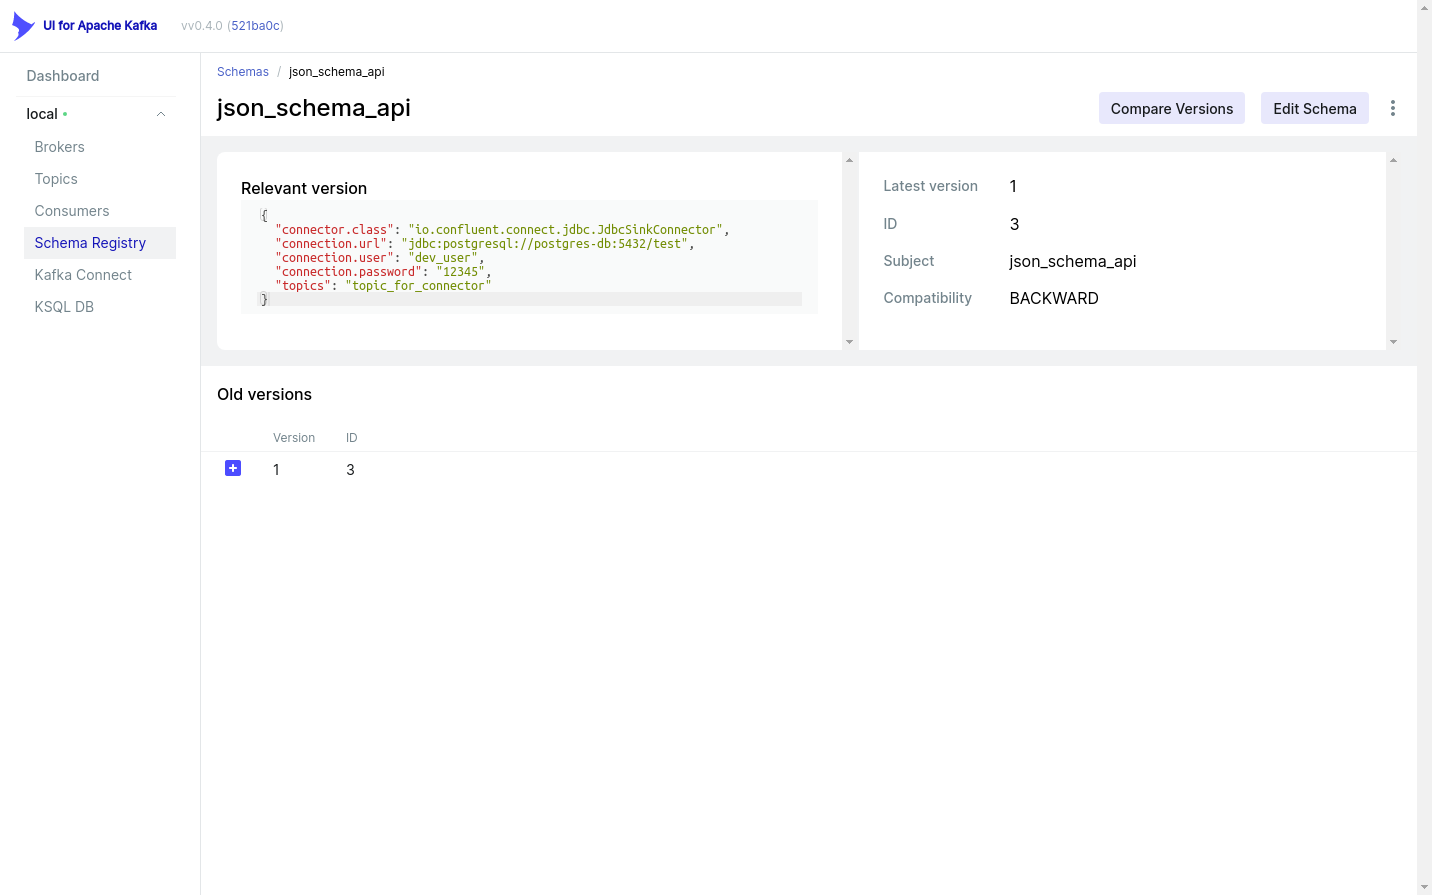 UI for Apache Kafka
vv0.4.0 (521ba0c)
Dashboard
local
Brokers
Topics
Consumers
Schema Registry
Kafka Connect
KSQL DB
Schemas / json_schema_api
json_schema_api
Compare Versions
Edit Schema
Relevant version
{
"connector.class": "io.confluent.connect.jdbc.JdbcSinkConnector",
"connection.url": "jdbc:postgresql://postgres-db:5432/test",
"connection.user": "dev_user",
"connection.password": "12345",
"topics": "topic_for_connector"
}
Latest version 1
ID 3
Subject json_schema_api
Compatibility BACKWARD
Old versions
Version ID
1 3